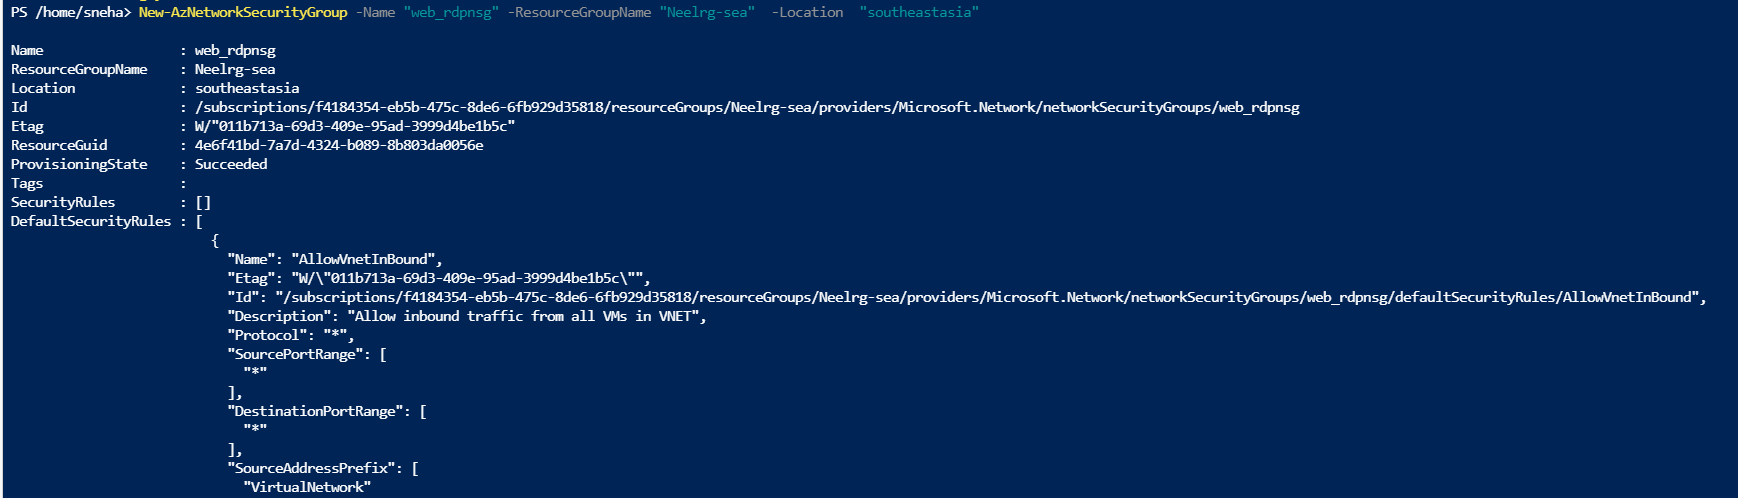 PS /home/sneha> New-AzNetworkSecurityGroup -Name "web_rdpnsg" -ResourceGroupName "Neelrg-sea"  -Location  "southeastasia"
Name                : web_rdpnsg
ResourceGroupName    : Neelrg-sea
Location             : southeastasia
Id                   : /subscriptions/f4184354-eb5b-475c-8de6-6fb929d35818/resourceGroups/Neelrg-sea/providers/Microsoft.Network/networkSecurityGroups/web_rdpnsg
Etag                 : W/"011b713a-69d3-409e-95ad-3999d4be1b5c"
ResourceGuid         : 4e6f41bd-7a7d-4324-b089-8b803da0056e
ProvisioningState    : Succeeded
Tags                 :
SecurityRules        : []
DefaultSecurityRules : [
{
"Name": "AllowVnetInBound",
"Etag": "W/\"011b713a-69d3-409e-95ad-3999d4be1b5c\"",
"Id": "/subscriptions/f4184354-eb5b-475c-8de6-6fb929d35818/resourceGroups/Neelrg-sea/providers/Microsoft.Network/networkSecurityGroups/web_rdpnsg/defaultSecurityRules/AllowVnetInBound",
"Description": "Allow inbound traffic from all VMs in VNET",
"Protocol": "*",
"SourcePortRange": [
"*"
],
"DestinationPortRange": [
"*"
],
"SourceAddressPrefix": [
"VirtualNetwork"